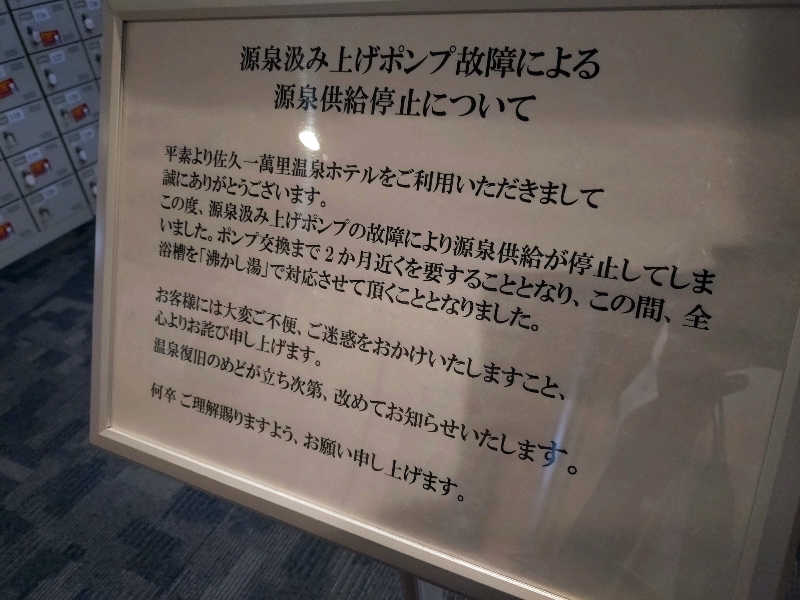 源泉汲み上げポンプ故障による
源泉供給停止について
平素より佐久一萬里温泉ホテルをご利用いただきまして
誠にありがとうございます。
この度、源泉汲み上げポンプの故障により源泉供給が停止してしま
いました。ポンプ交換まで2か月近くを要することとなり、この間、全
浴槽を「沸かし湯」で対応させて頂くこととなりました。
お客様には大変ご不便、ご迷惑をおかけいたしますこと、
心よりお詫び申し上げます。
温泉復旧のめどが立ち次第、改めてお知らせいたします。
何卒 ご理解賜りますよう、お願い申し上げます。